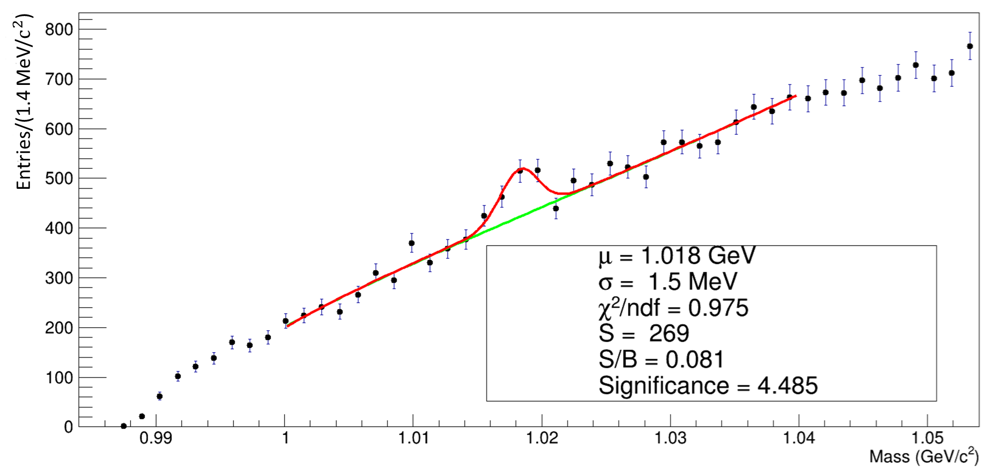 Entries/(1.4 MeV/c²)
800
700
600
500
400
300
200
100
0
μ = 1.018 GeV
σ = 1.5 MeV
χ²/ndf = 0.975
S = 269
S/B = 0.081
Significance = 4.485
0.99 1 1.01 1.02 1.03 1.04 1.05
Mass (GeV/c²)